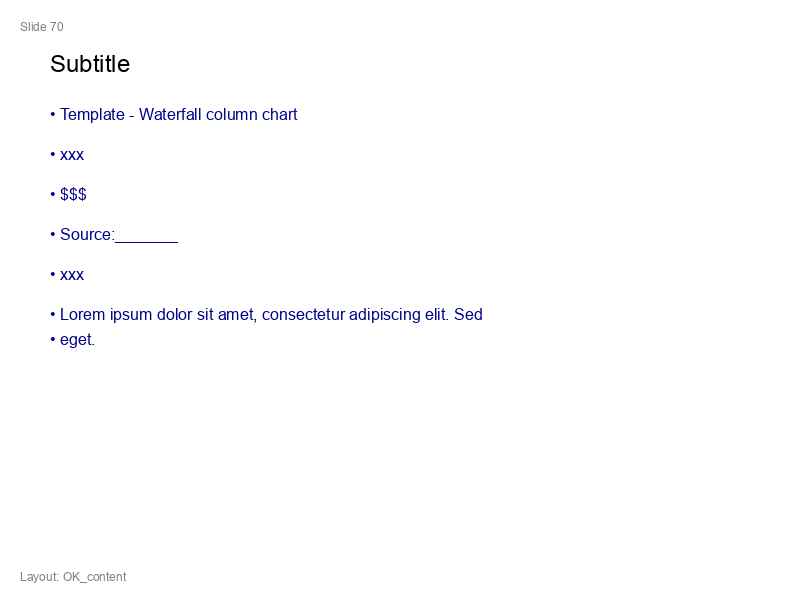 Slide 70
Subtitle
• Template - Waterfall column chart
• xxx
• $$$
• Source:_______
• xxx
• Lorem ipsum dolor sit amet, consectetur adipiscing elit. Sed
• eget.
Layout: OK_content